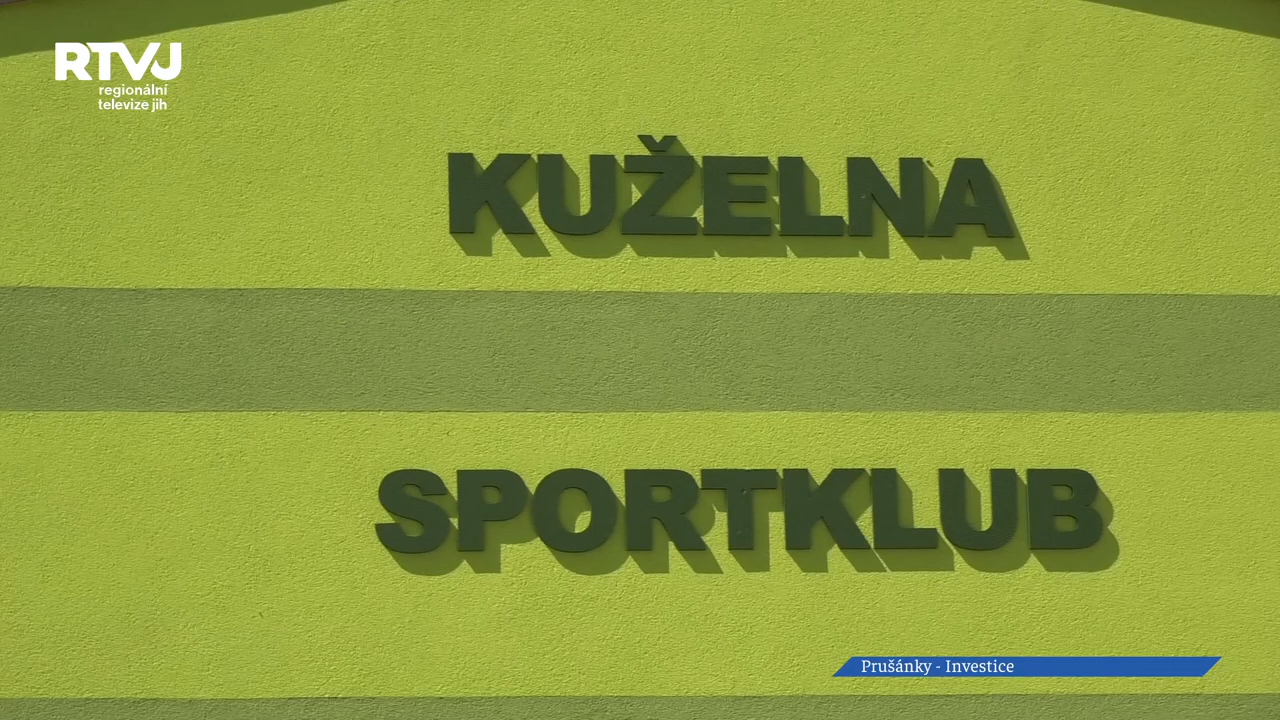 RTVJ
regionální
televize jih
KUŽELNA
SPORTKLUB
Prušánky - Investice